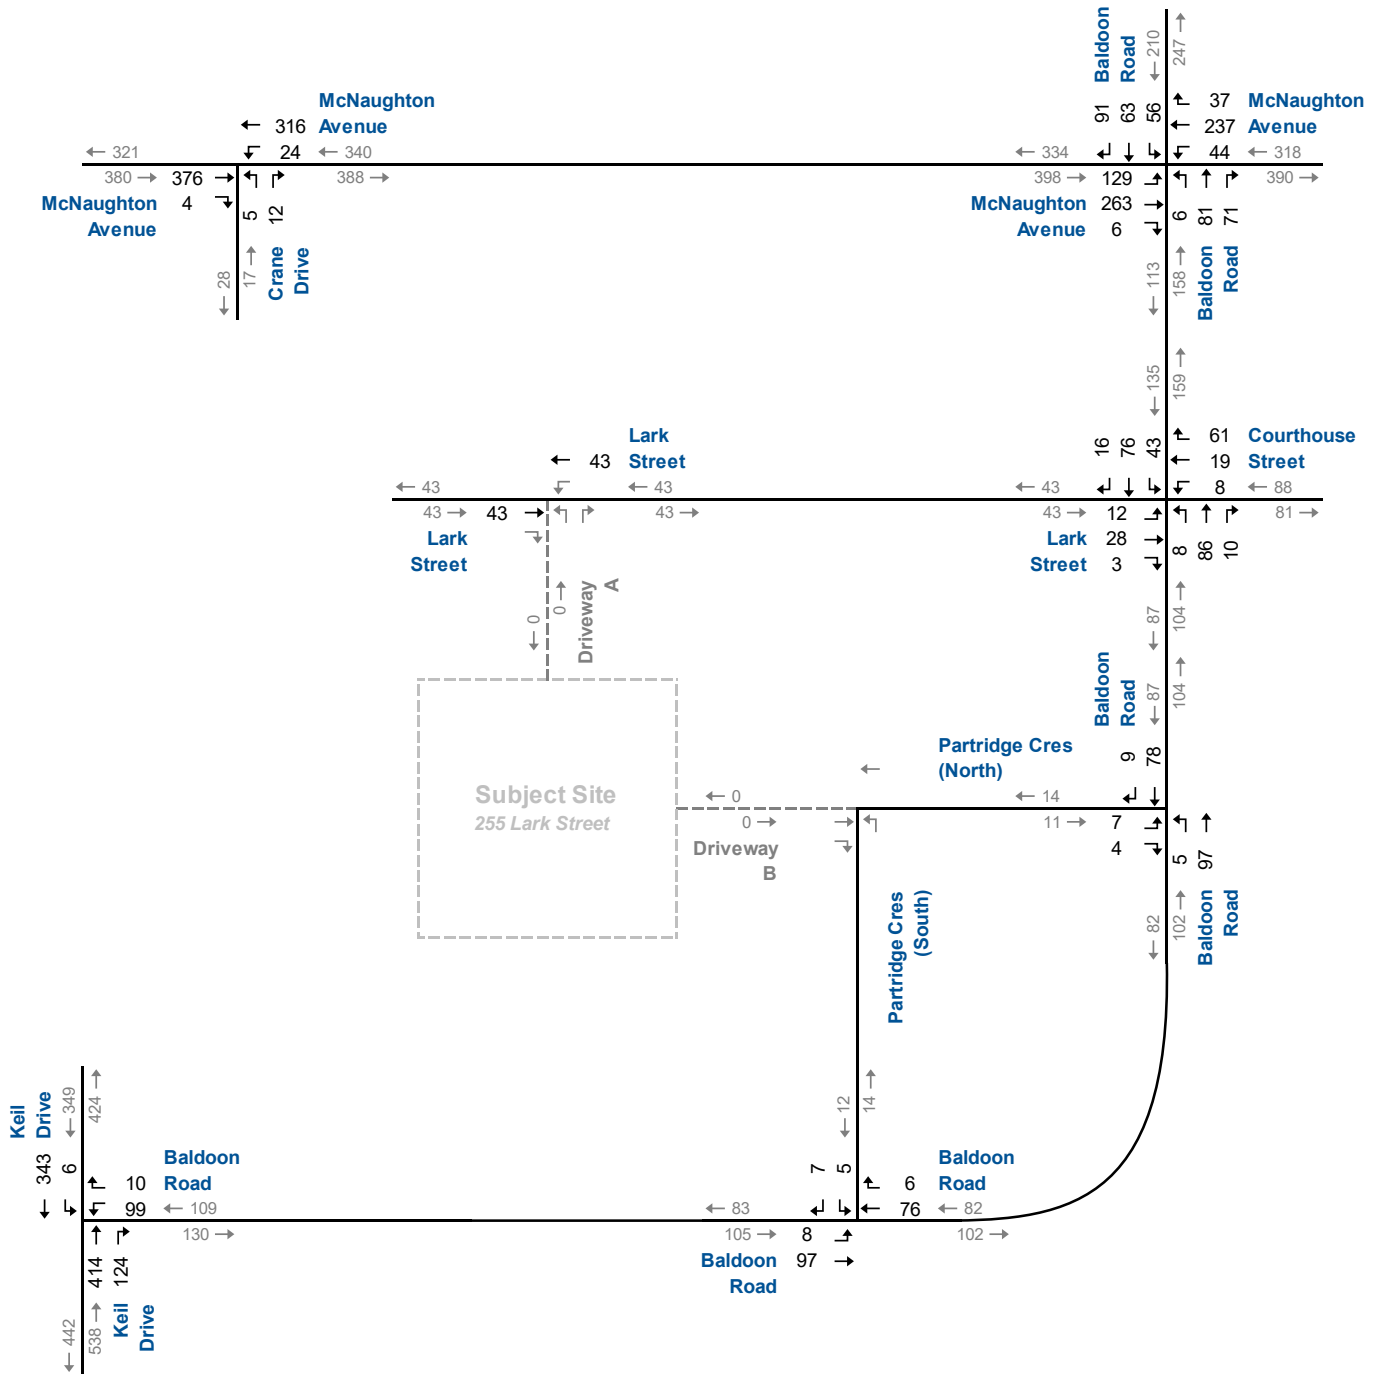 Baldoon
Road
210
247
McNaughton
Avenue
316
24
340
321
380
376
4
McNaughton
Avenue
388
5
12
28
17
Crane
Drive
91
63
56
37
237
44
McNaughton
Avenue
318
334
398
129
263
6
McNaughton
Avenue
390
6
81
71
113
158
Baldoon
Road
135
159
Lark
Street
43
43
43
43
43
43
Lark
Street
0
0
Driveway
A
16
76
43
61
19
8
Courthouse
Street
88
43
43
12
28
3
Lark
Street
81
8
86
10
87
104
87
104
Baldoon
Road
Partridge Cres
(North)
9
78
14
11
7
4
5
97
82
102
Baldoon
Road
Subject Site
255 Lark Street
0
0
Driveway
B
Partridge Cres
(South)
12
14
Keil
Drive
349
424
343
6
10
99
Baldoon
Road
109
130
414
124
442
538
Keil
Drive
7
5
6
76
Baldoon
Road
82
83
105
8
97
Baldoon
Road
102